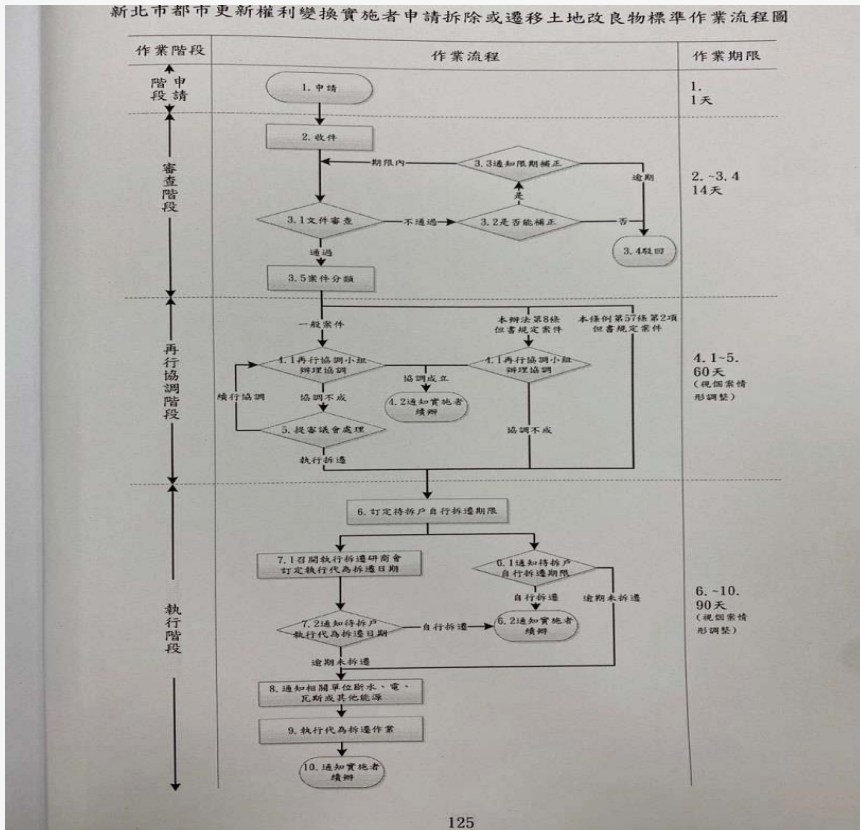 新北市都市更新權利變換實施者申請拆除或遷移土地改良物標準作業流程圖
作業階段
作業流程
作業期限
申請
階段
1.申請
1.
1天
審查階段
2.收件
期限內
3.3通知限期補正
逾期
是
3.1文件審查
不通過
3.2是否能補正
否
3.4駁回
通過
3.5案件分類
2.~3.4
14天
再行協調階段
一般案件
本辦法第8條
但書規定案件
本條例第57條第2項
但書規定案件
4.1再行協調小組
辦理協調
4.1再行協調小組
辦理協調
協調成立
4.2通知實施者
續辦
續行協調
協調不成
5.提審議會處理
協調不成
執行拆遷
4.1~5.
60天
(視個案情
形調整)
執行階段
6.訂定待拆戶自行拆遷期限
7.1召開執行拆遷研商會
訂定執行代為拆遷日期
6.1通知待拆戶
自行拆遷期限
自行拆遷
逾期未拆遷
7.2通知待拆戶
執行代為拆遷日期
自行拆遷
6.2通知實施者
續辦
逾期未拆遷
8.通知相關單位斷水、電、
瓦斯或其他能源
9.執行代為拆遷作業
10.通知實施者
續辦
6.~10.
90天
(視個案情
形調整)
125